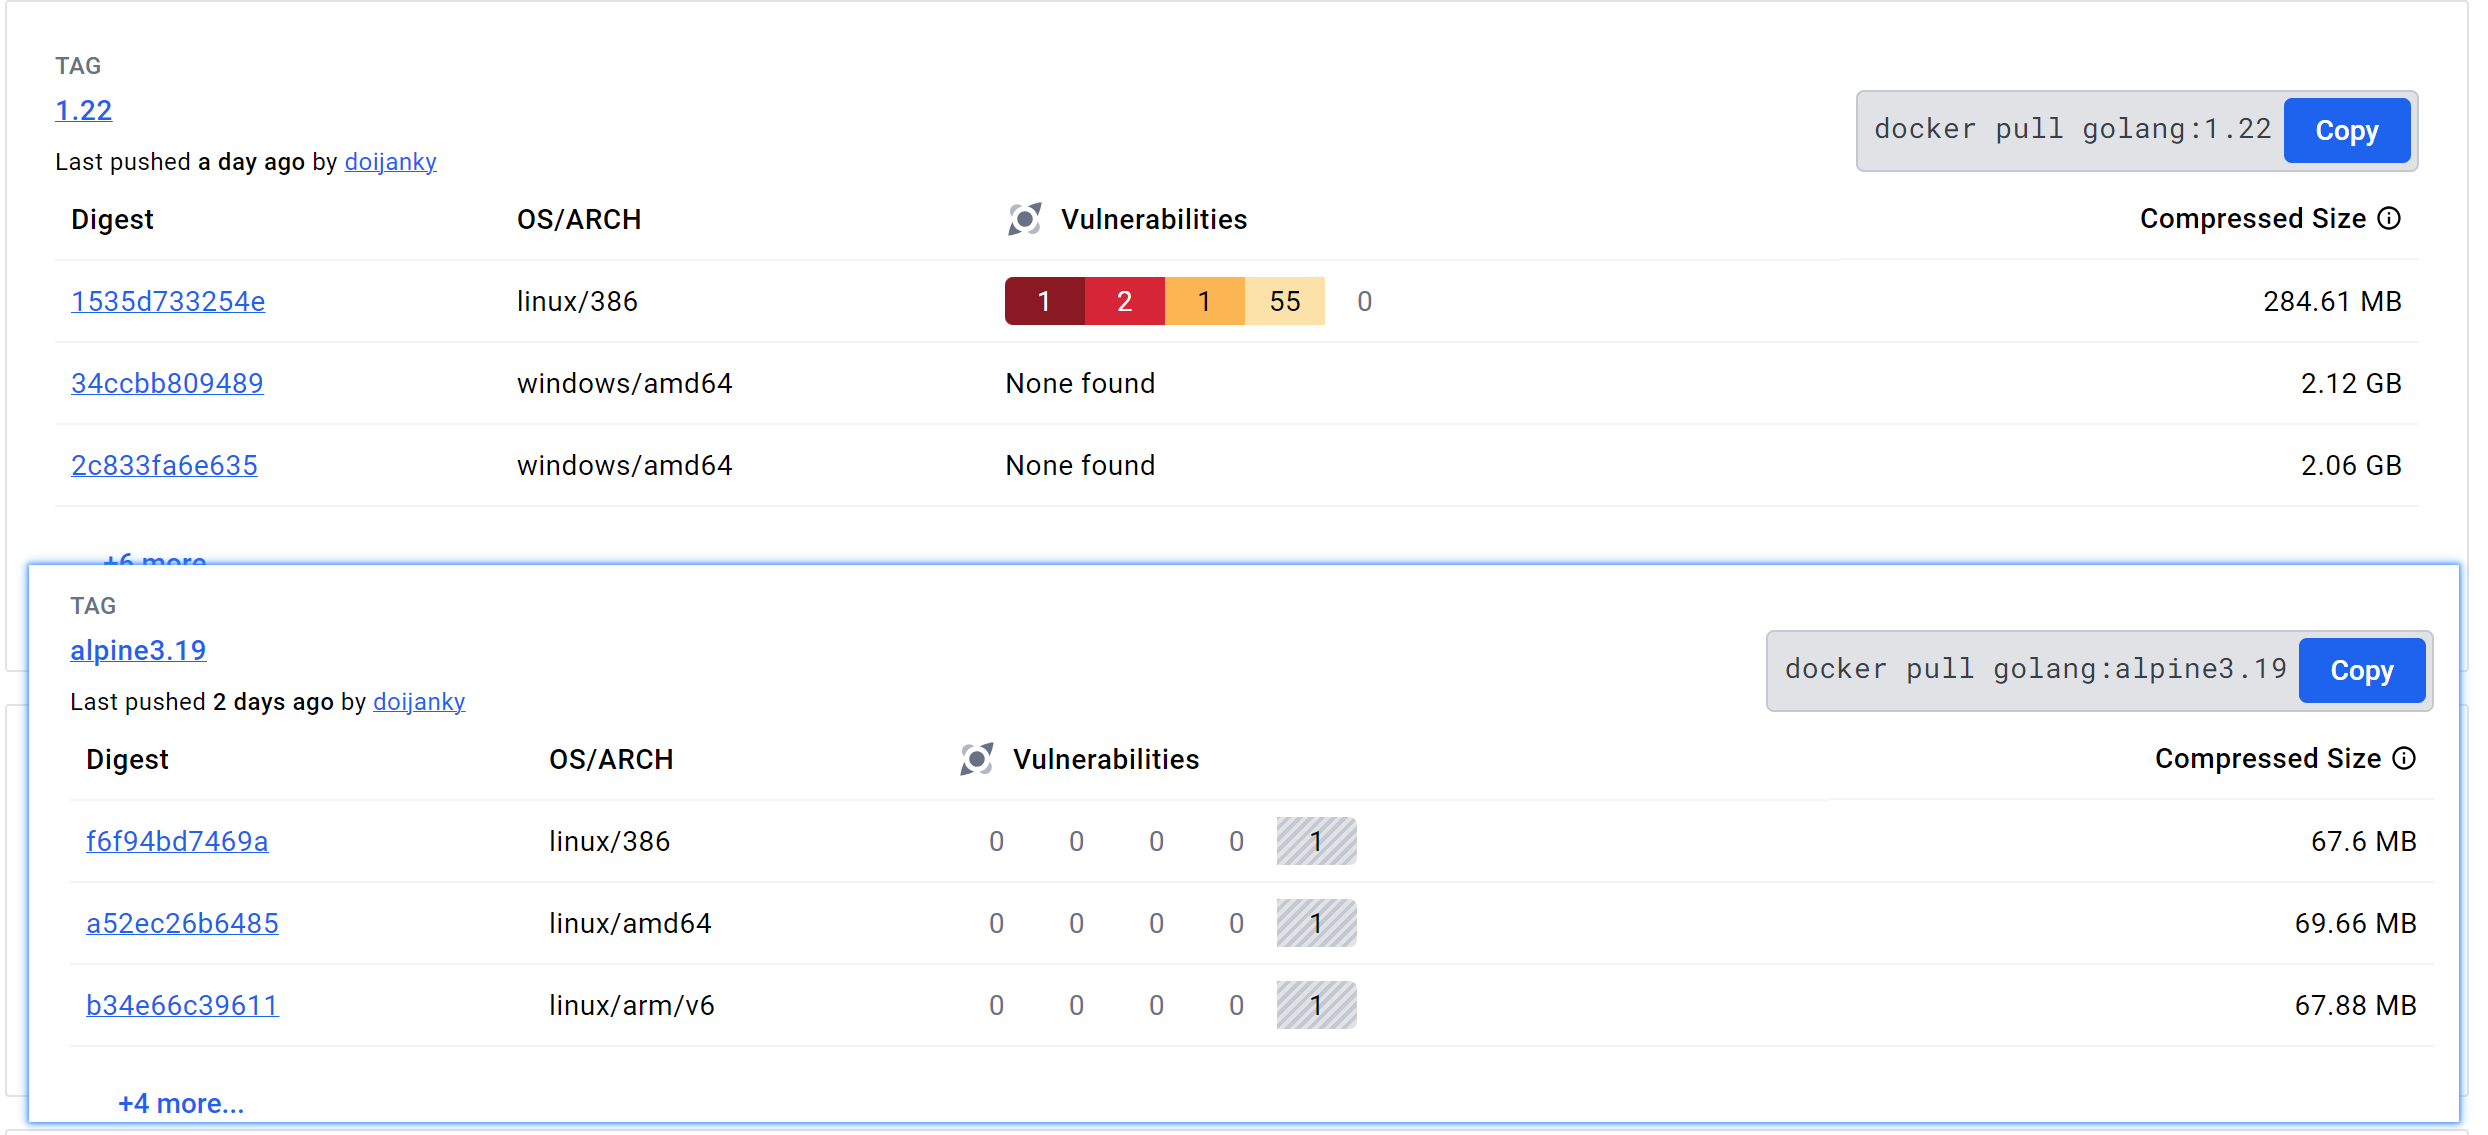 TAG
1.22
Last pushed a day ago by doijanky
docker pull golang:1.22 Copy
Digest OS/ARCH Vulnerabilities Compressed Size
1535d733254e linux/386 1 2 1 55 0 284.61 MB
34ccbb809489 windows/amd64 None found 2.12 GB
2c833fa6e635 windows/amd64 None found 2.06 GB
+6 more
TAG
alpine3.19
Last pushed 2 days ago by doijanky
docker pull golang:alpine3.19 Copy
Digest OS/ARCH Vulnerabilities Compressed Size
f6f94bd7469a linux/386 0 0 0 0 1 67.6 MB
a52ec26b6485 linux/amd64 0 0 0 0 1 69.66 MB
b34e66c39611 linux/arm/v6 0 0 0 0 1 67.88 MB
+4 more...